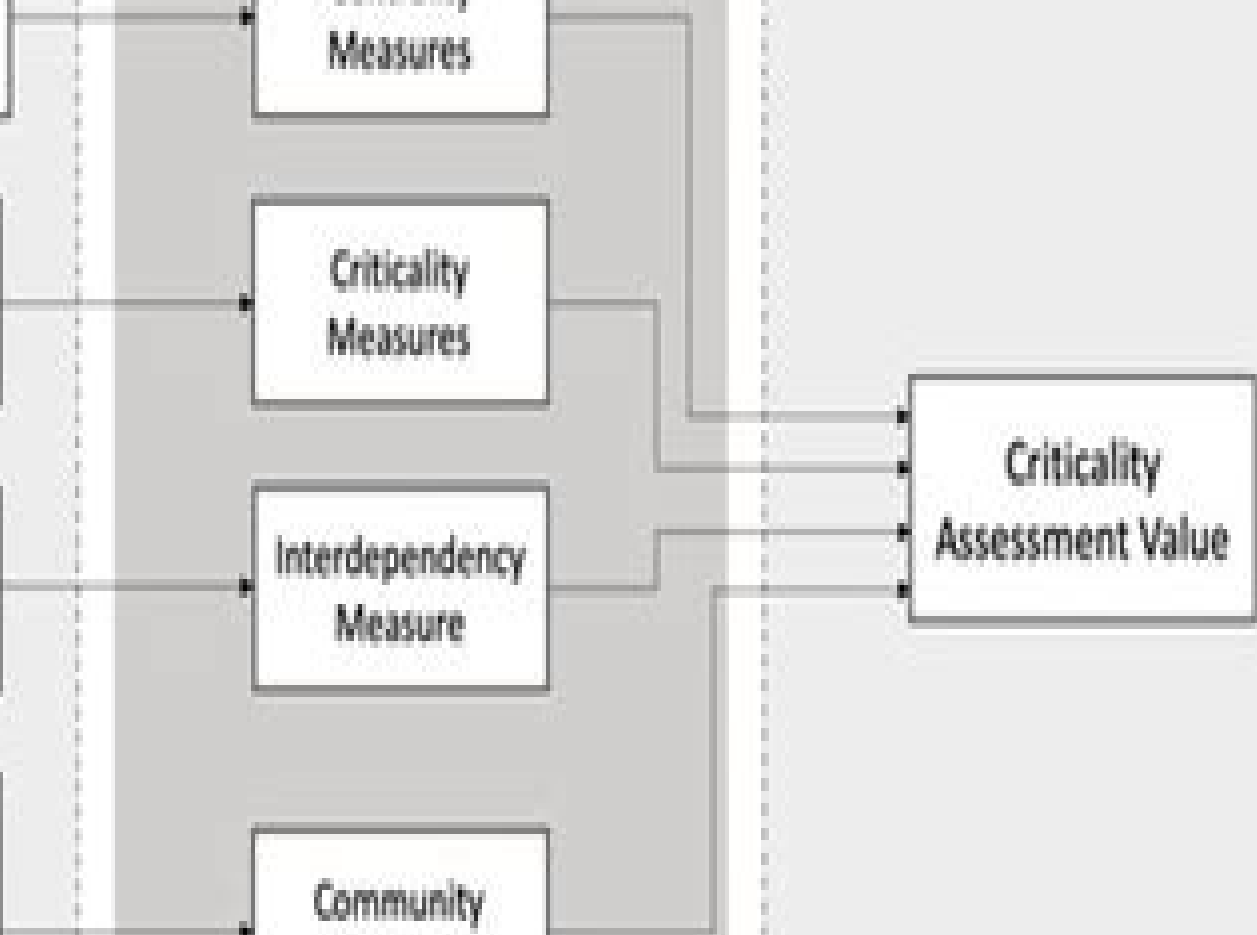 Measures
Criticality
Measures
Interdependency
Measure
Community
Criticality
Assessment Value